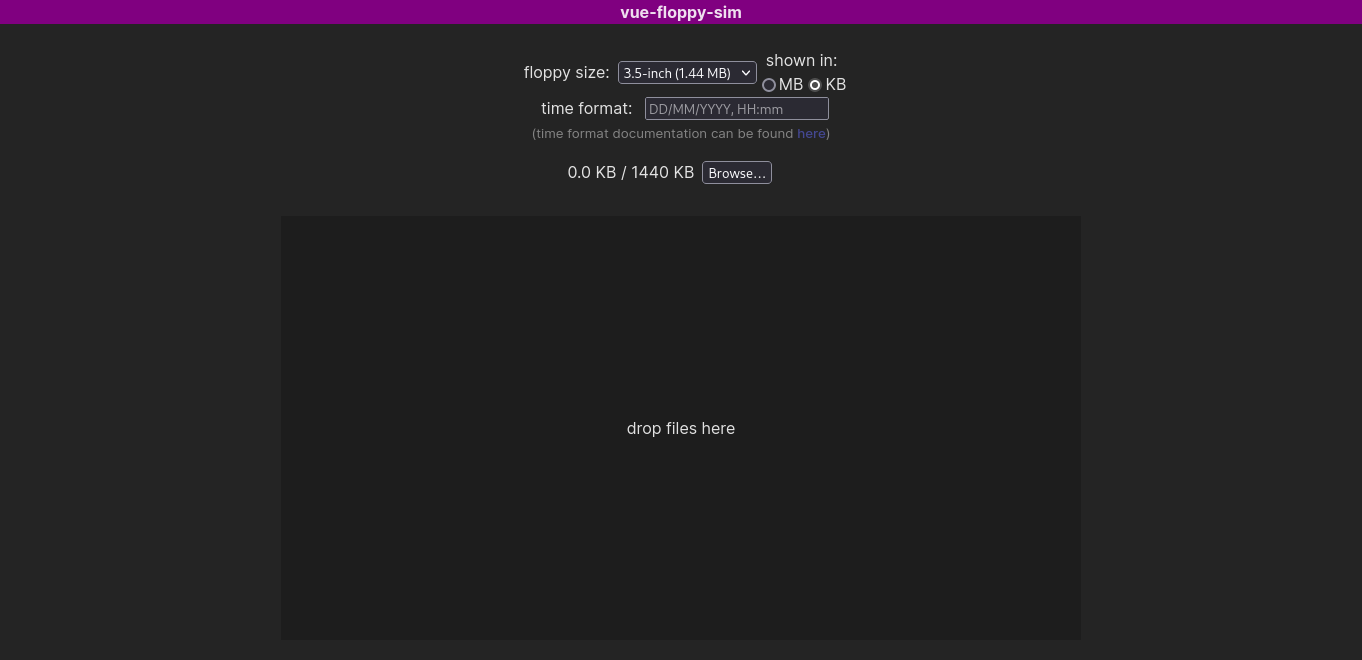 vue-floppy-sim
floppy size: 3.5-inch (1.44 MB)
shown in:
MB KB
time format: DD/MM/YYYY, HH:mm
(time format documentation can be found here)
0.0 KB / 1440 KB Browse...
drop files here